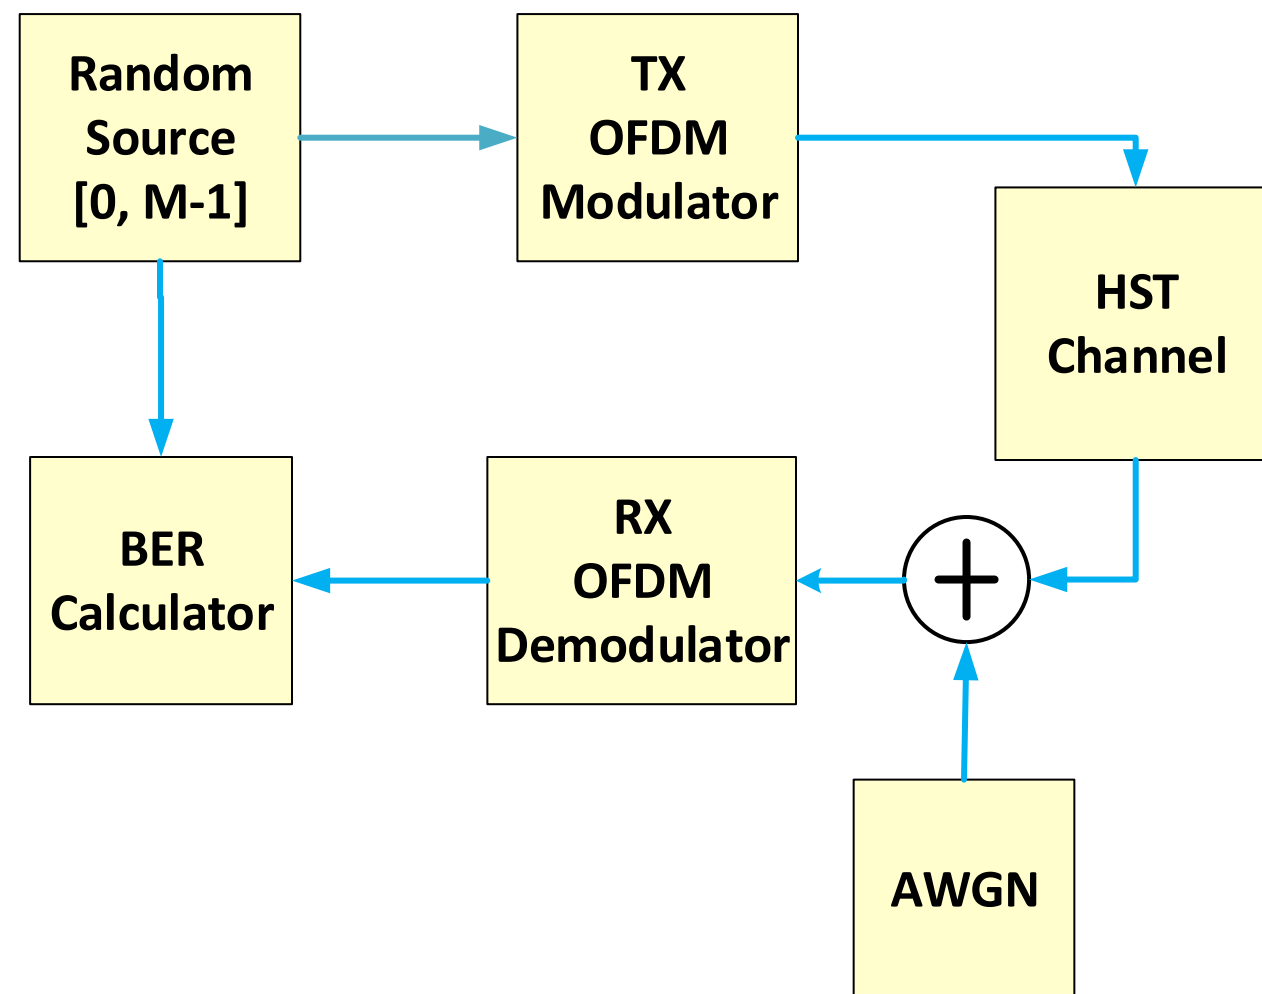 Random
Source
[0, M-1]
TX
OFDM
Modulator
HST
Channel
BER
Calculator
RX
OFDM
Demodulator
+
AWGN